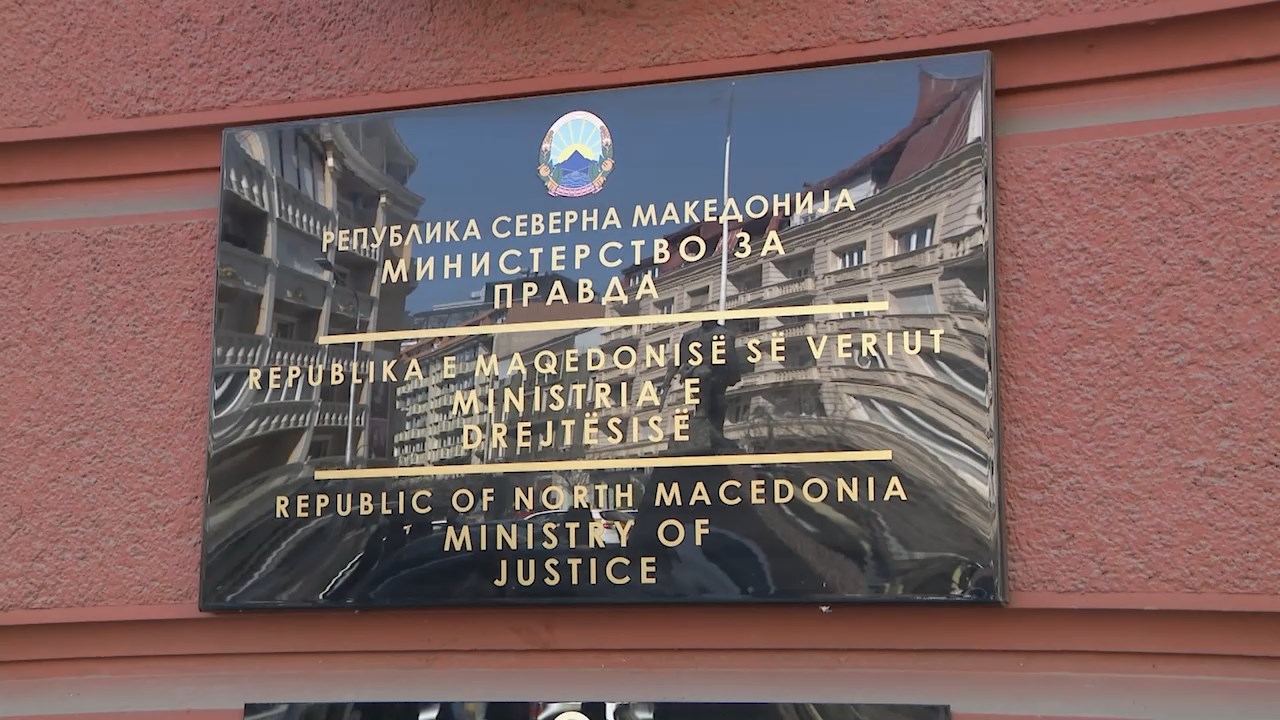 РЕПУБЛИКА СЕВЕРНА МАКЕДОНИЈА
МИНИСТЕРСТВО ЗА
ПРАВДА
REPUBLIKA E MAQEDONISË SË VERIUT
MINISTRIA E
DREJTËSISË
REPUBLIC OF NORTH MACEDONIA
MINISTRY OF
JUSTICE